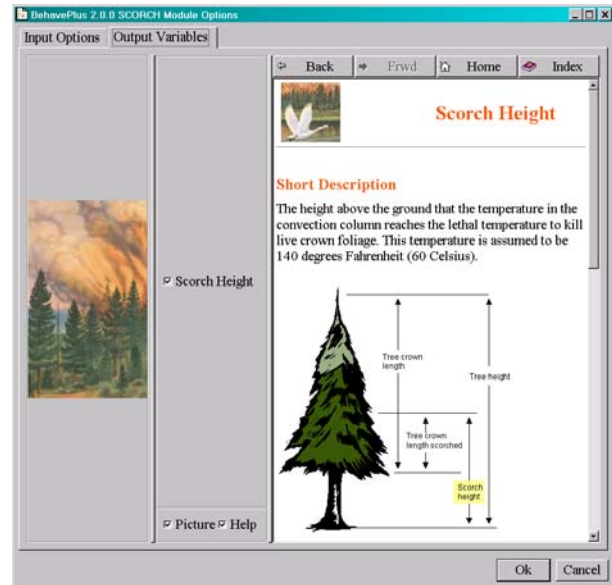 BehavePlus 2.0.0 SCORCH Module Options
Input Options
Output Variables
Back
Frwd
Home
Index
Scorch Height
Short Description
The height above the ground that the temperature in the
convection column reaches the lethal temperature to kill
live crown foliage. This temperature is assumed to be
140 degrees Fahrenheit (60 Celsius).
Scorch Height
Tree crown
length
Tree height
Tree crown
length scorched
Scorch
height
Picture
Help
Ok
Cancel